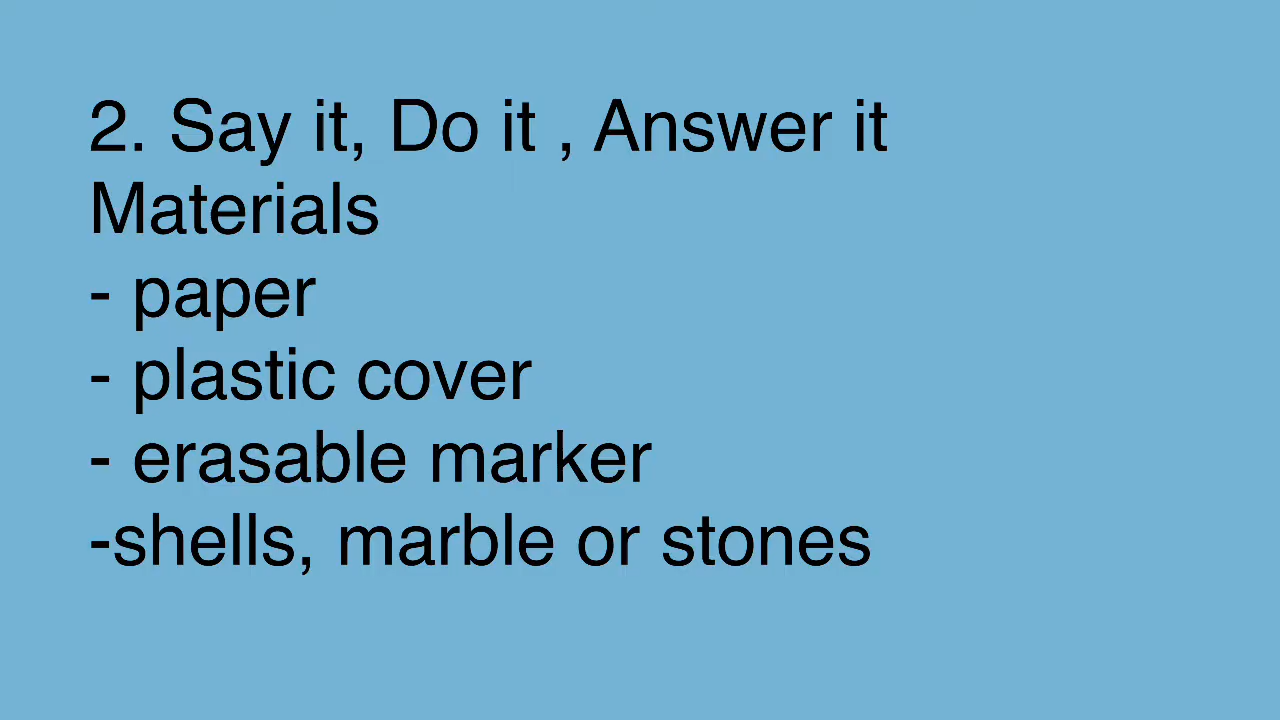 2. Say it, Do it , Answer it
Materials
- paper
- plastic cover
- erasable marker
-shells, marble or stones